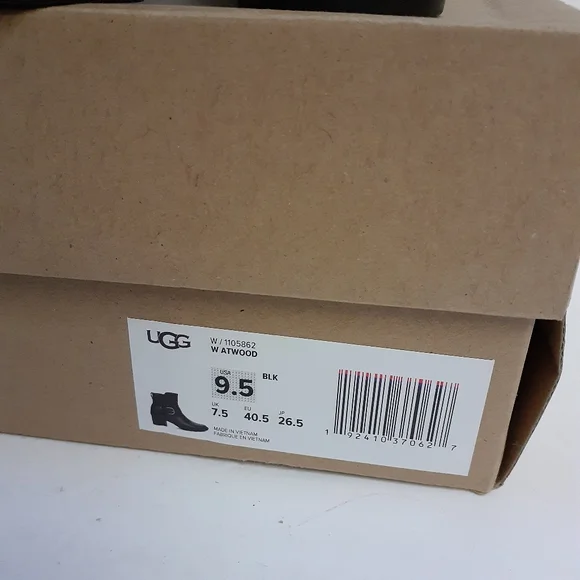 UGG
W / 1105862
W ATWOOD
USA
9.5 BLK
UK EU JP
7.5 40.5 26.5
MADE IN VIETNAM
FABRIQUE EN VIETNAM
1 92410 37062 7